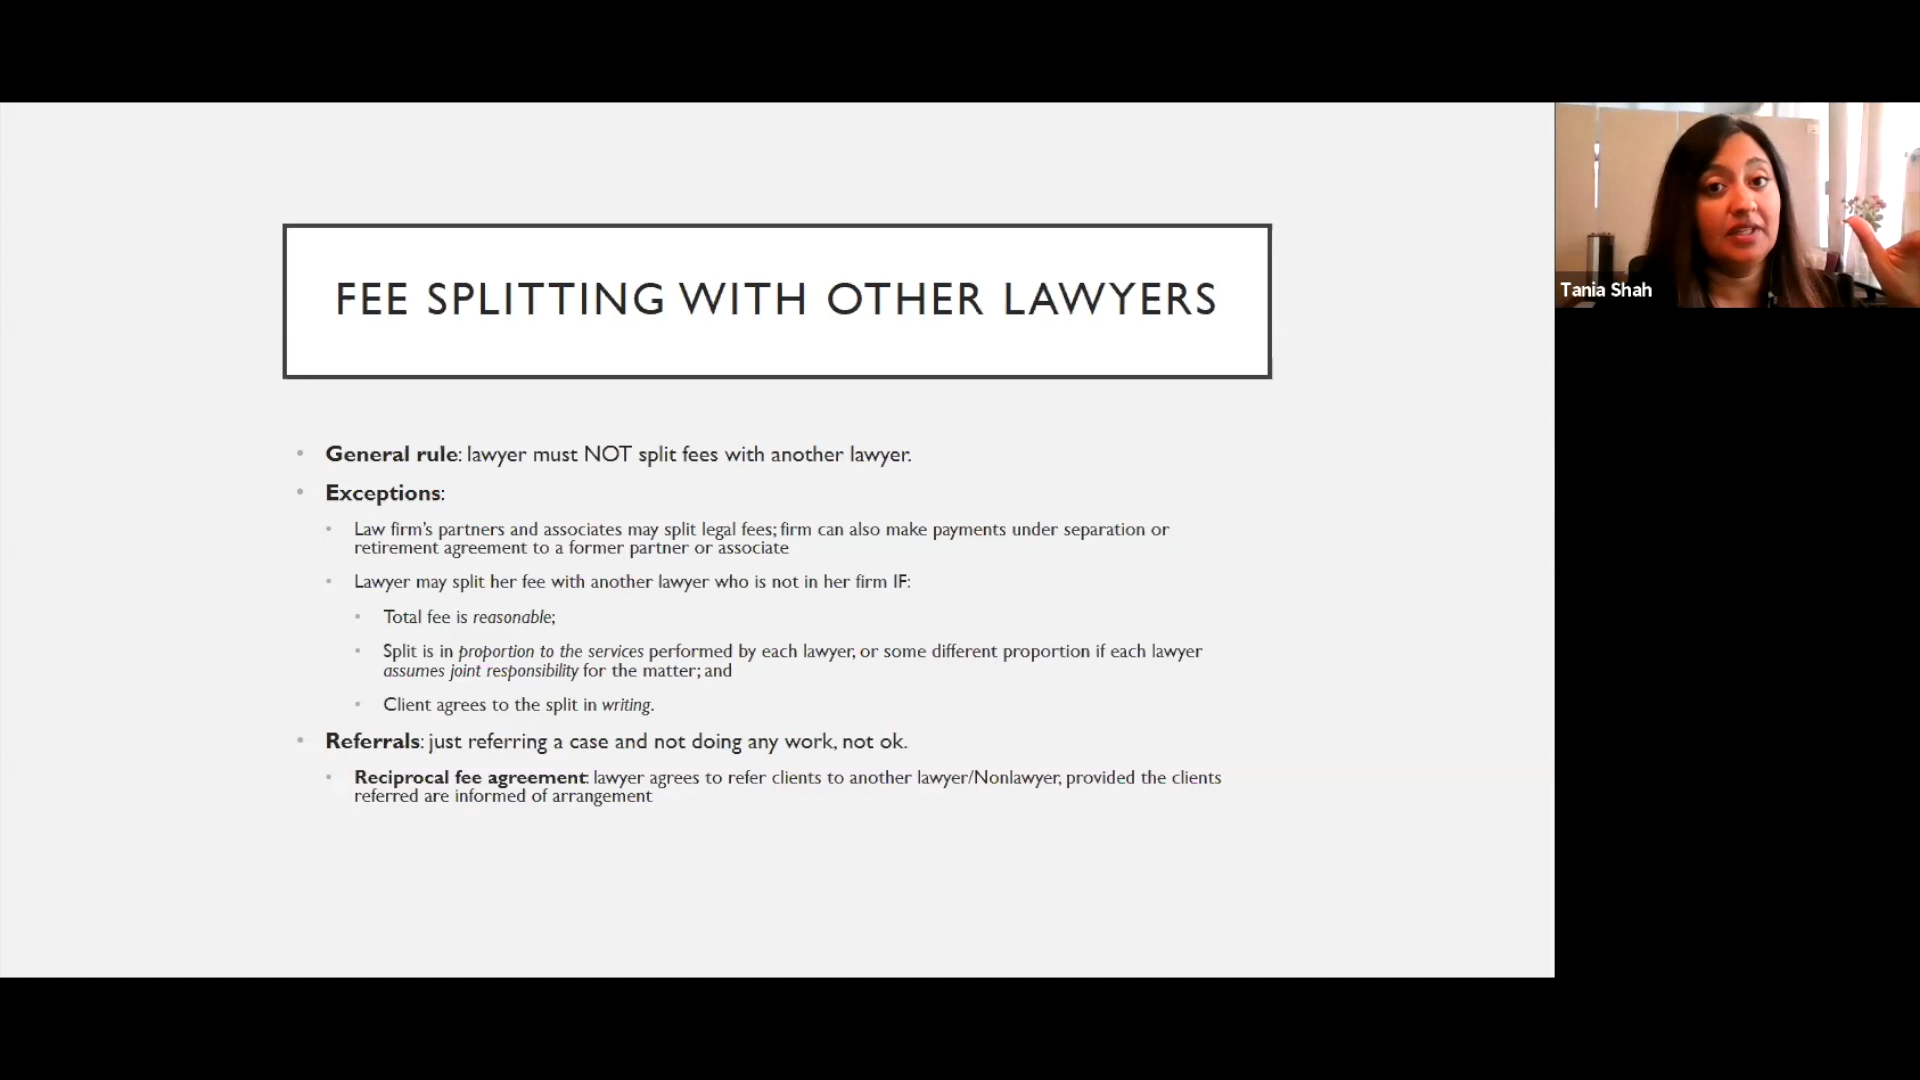 FEE SPLITTING WITH OTHER LAWYERS
Tania Shah
• General rule: lawyer must NOT split fees with another lawyer.
• Exceptions:
• Law firm's partners and associates may split legal fees; firm can also make payments under separation or
retirement agreement to a former partner or associate
• Lawyer may split her fee with another lawyer who is not in her firm IF:
• Total fee is reasonable;
• Split is in proportion to the services performed by each lawyer, or some different proportion if each lawyer
assumes joint responsibility for the matter; and
• Client agrees to the split in writing.
• Referrals: just referring a case and not doing any work, not ok.
• Reciprocal fee agreement: lawyer agrees to refer clients to another lawyer/Nonlawyer, provided the clients
referred are informed of arrangement